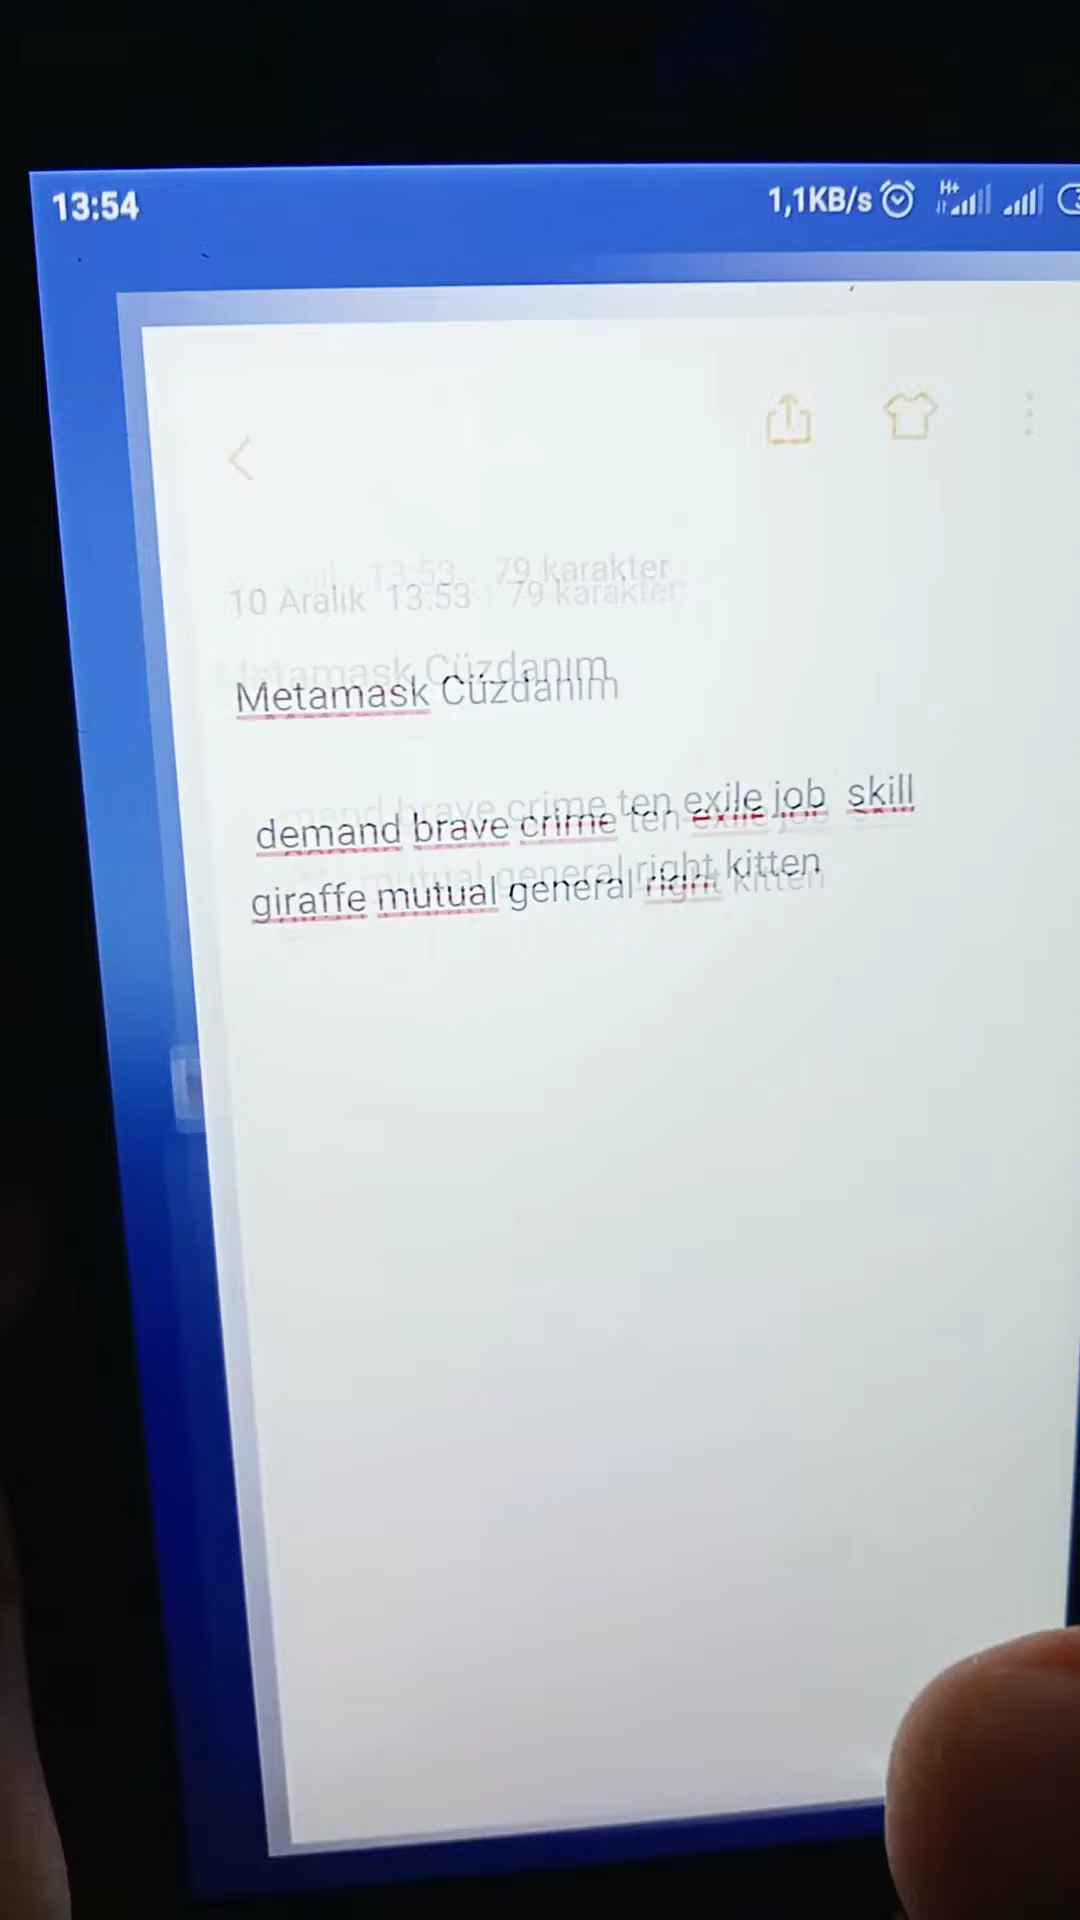 13:54 1,1KB/s H+
10 Aralık 13:53 79 karakter
Metamask Cüzdanım
demand brave crime ten exile job skill
giraffe mutual general right kitten